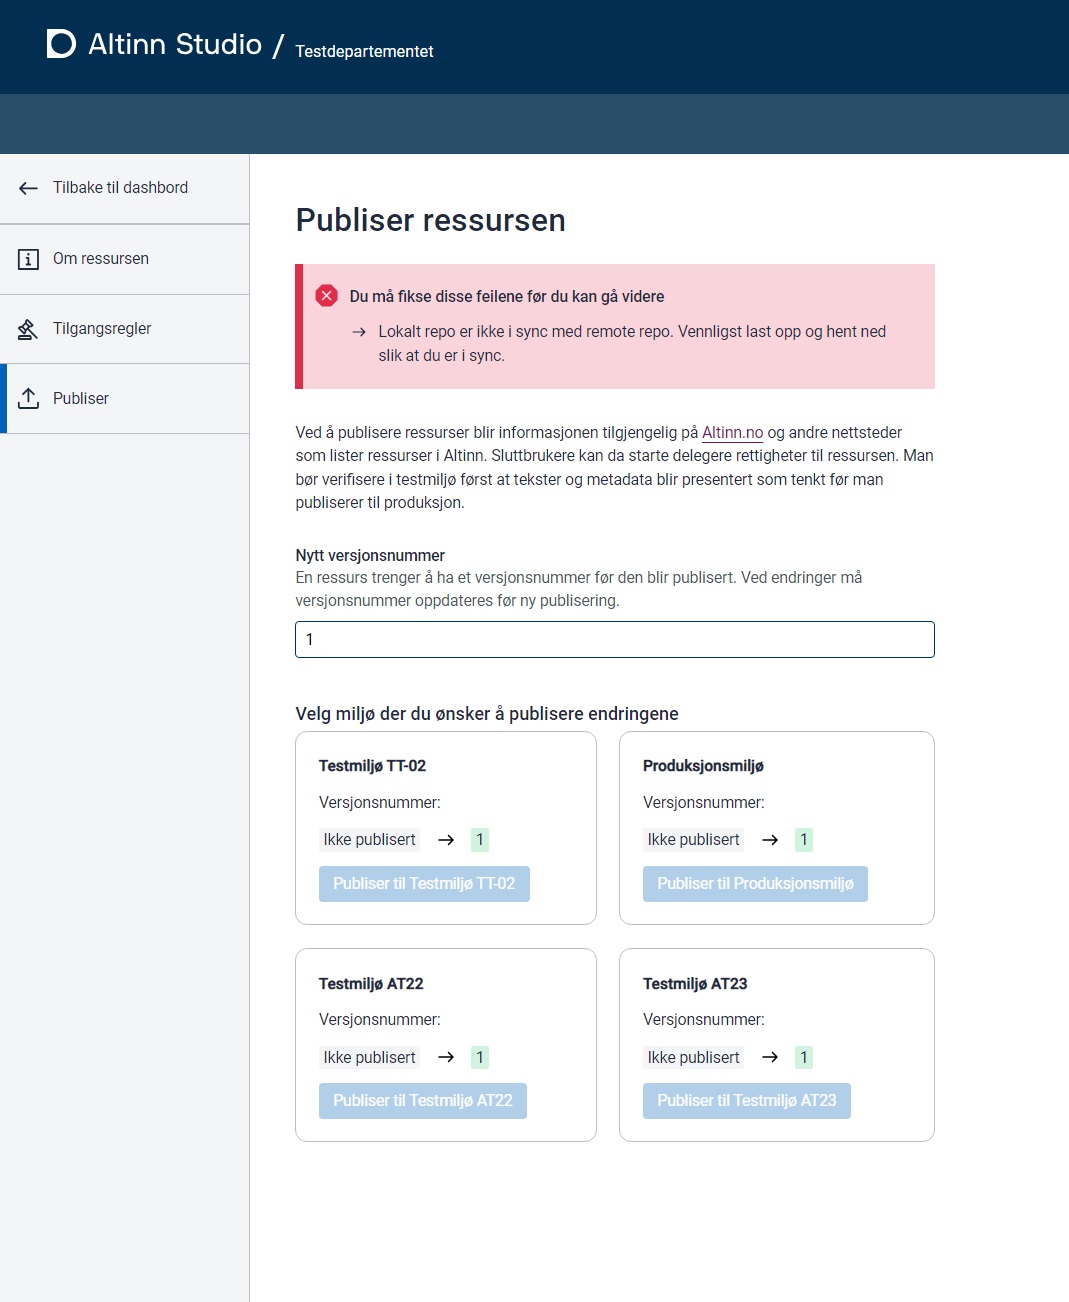 Altinn Studio / Testdepartementet
Tilbake til dashbord
Om ressursen
Tilgangsregler
Publiser
Publiser ressursen
Du må fikse disse feilene før du kan gå videre
Lokalt repo er ikke i sync med remote repo. Vennligst last opp og hent ned
slik at du er i sync.
Ved å publisere ressurser blir informasjonen tilgjengelig på Altinn.no og andre nettsteder
som lister ressurser i Altinn. Sluttbrukere kan da starte delegere rettigheter til ressursen. Man
bør verifisere i testmiljø først at tekster og metadata blir presentert som tenkt før man
publiserer til produksjon.
Nytt versjonsnummer
En ressurs trenger å ha et versjonsnummer før den blir publisert. Ved endringer må
versjonsnummer oppdateres før ny publisering.
1
Velg miljø der du ønsker å publisere endringene
Testmiljø TT-02
Versjonsnummer:
Ikke publisert → 1
Publiser til Testmiljø TT-02
Produksjonsmiljø
Versjonsnummer:
Ikke publisert → 1
Publiser til Produksjonsmiljø
Testmiljø AT22
Versjonsnummer:
Ikke publisert → 1
Publiser til Testmiljø AT22
Testmiljø AT23
Versjonsnummer:
Ikke publisert → 1
Publiser til Testmiljø AT23